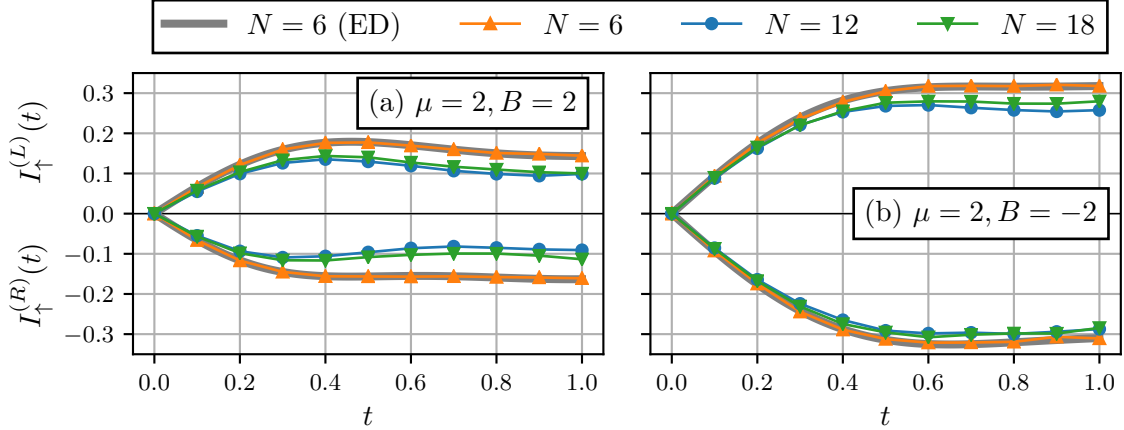 N = 6 (ED) N = 6 N = 12 N = 18
(a) μ = 2, B = 2
(b) μ = 2, B = −2
I↑^(L)(t)
I↑^(R)(t)
0.3
0.2
0.1
0.0
−0.1
−0.2
−0.3
0.0 0.2 0.4 0.6 0.8 1.0
0.0 0.2 0.4 0.6 0.8 1.0
t
t